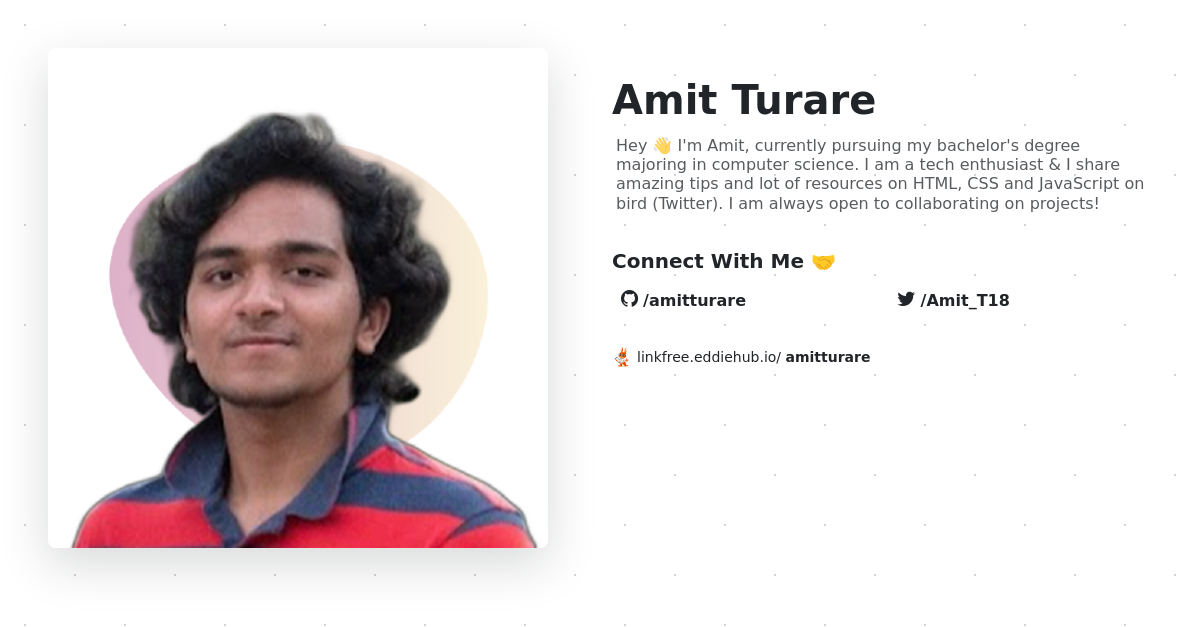 Amit Turare
Hey 👋 I'm Amit, currently pursuing my bachelor's degree
majoring in computer science. I am a tech enthusiast & I share
amazing tips and lot of resources on HTML, CSS and JavaScript on
bird (Twitter). I am always open to collaborating on projects!
Connect With Me 🤝
/amitturare /Amit_T18
linkfree.eddiehub.io/ amitturare